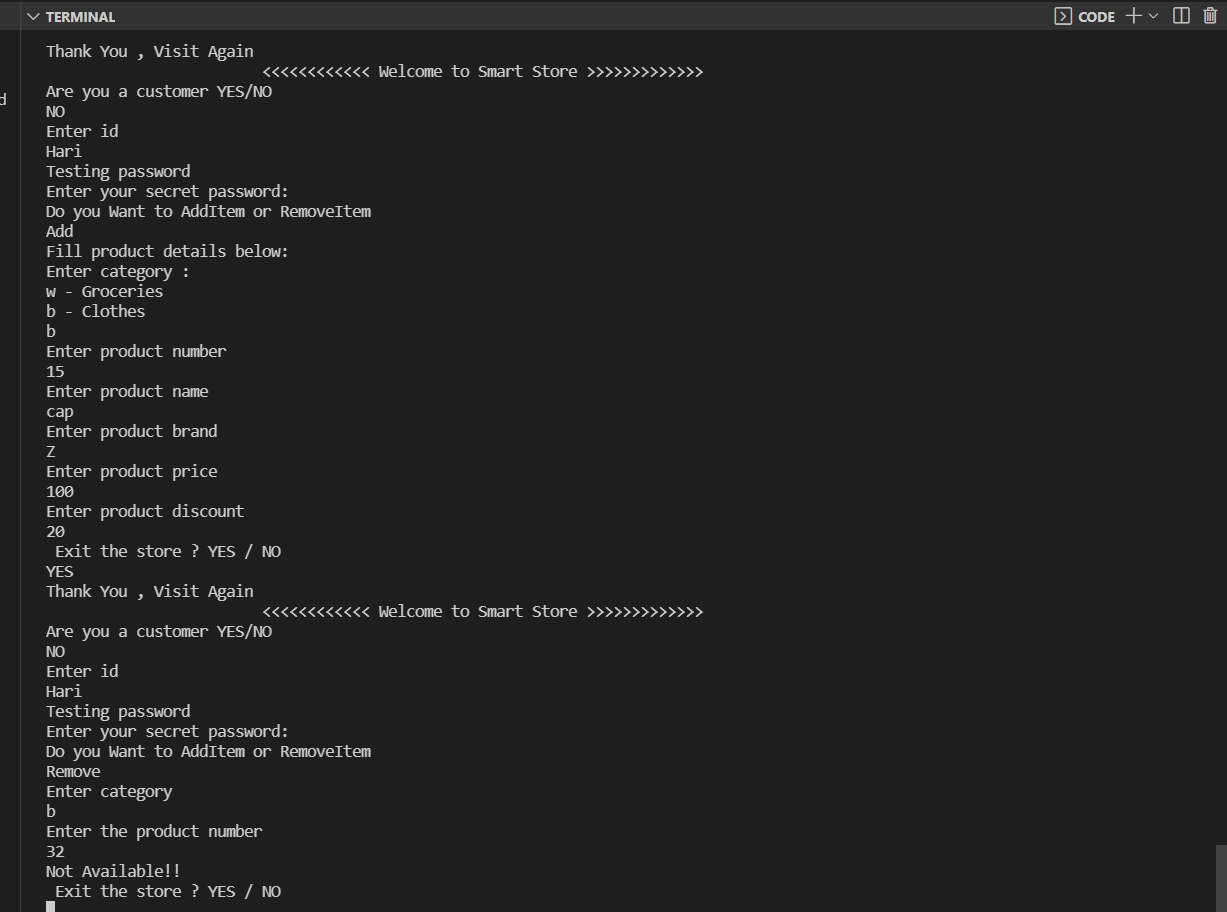 TERMINAL
CODE
d
Thank You , Visit Again
<<<<<<<<<<<< Welcome to Smart Store >>>>>>>>>>>>>
Are you a customer YES/NO
NO
Enter id
Hari
Testing password
Enter your secret password:
Do you Want to AddItem or RemoveItem
Add
Fill product details below:
Enter category :
w - Groceries
b - Clothes
b
Enter product number
15
Enter product name
cap
Enter product brand
Z
Enter product price
100
Enter product discount
20
Exit the store ? YES / NO
YES
Thank You , Visit Again
<<<<<<<<<<<< Welcome to Smart Store >>>>>>>>>>>>>
Are you a customer YES/NO
NO
Enter id
Hari
Testing password
Enter your secret password:
Do you Want to AddItem or RemoveItem
Remove
Enter category
b
Enter the product number
32
Not Available!!
Exit the store ? YES / NO